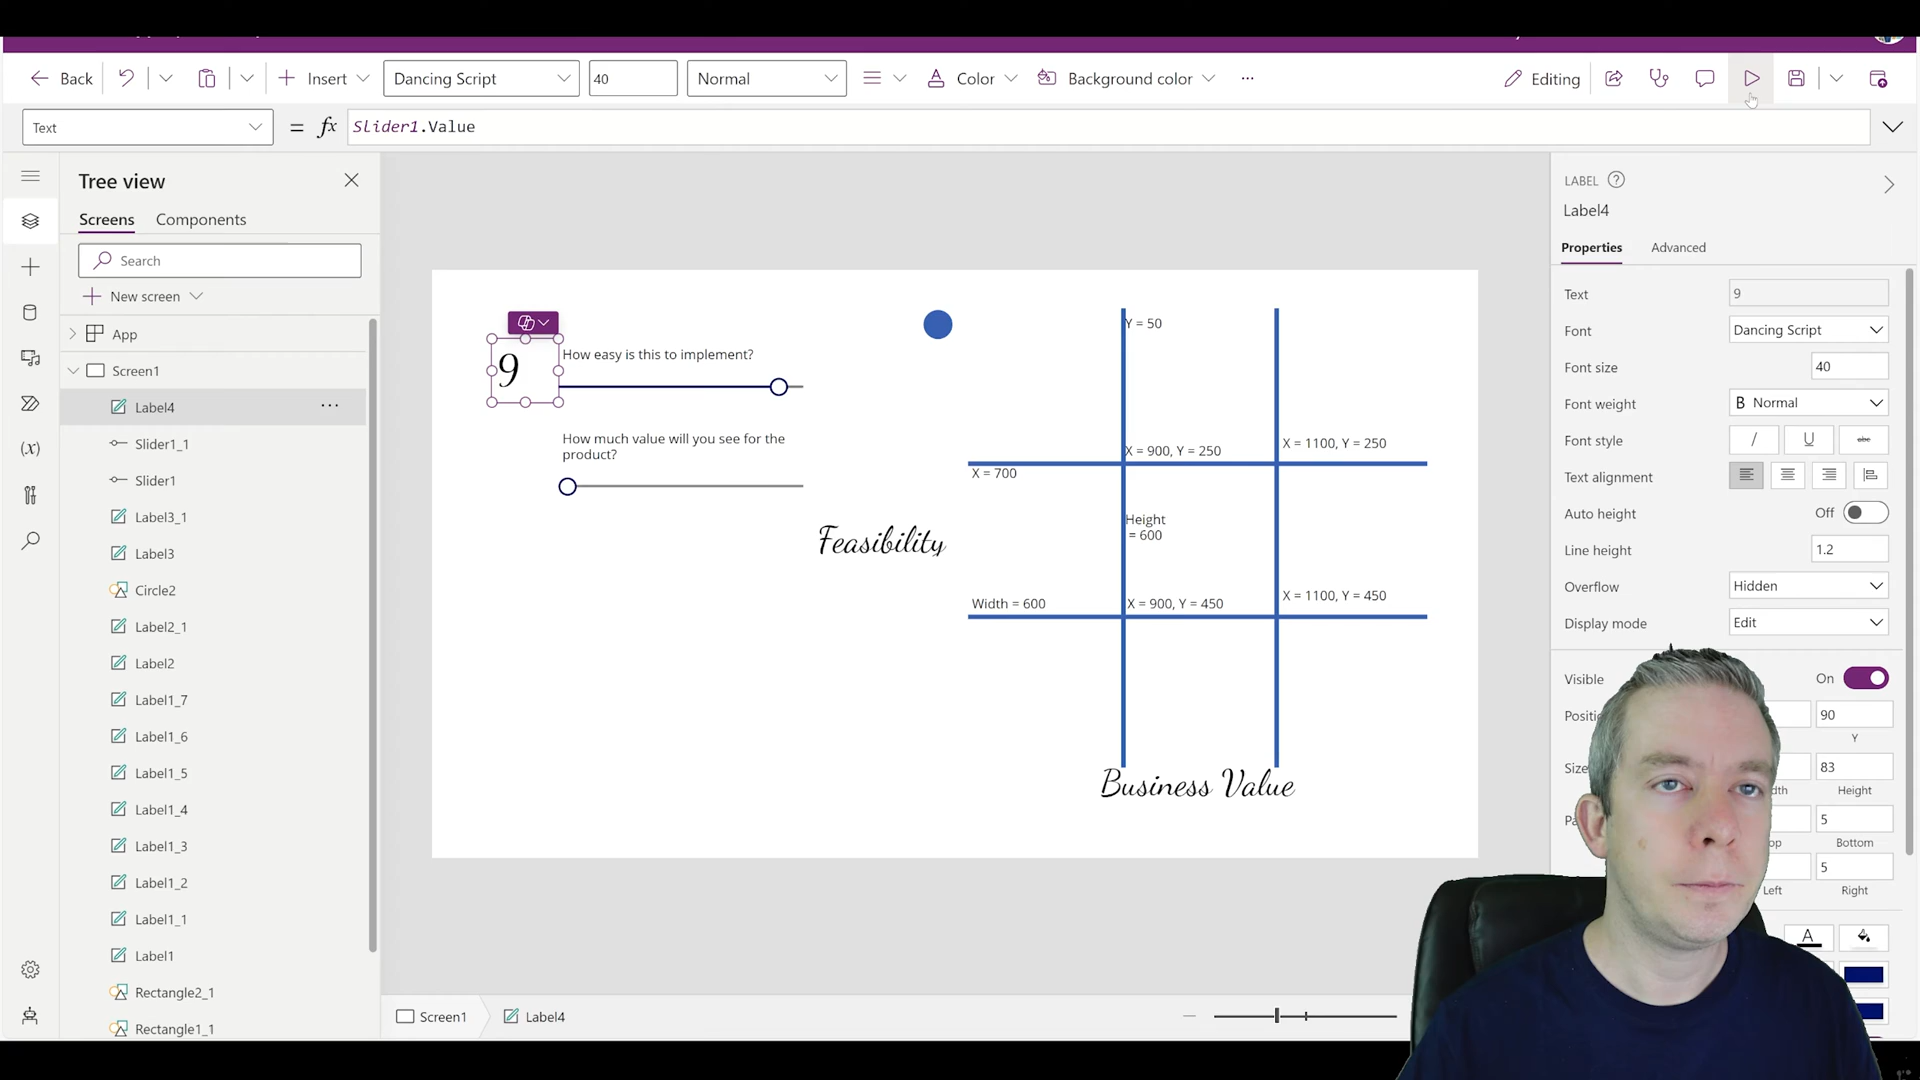 Back
Insert
Dancing Script
40
Normal
Color
Background color
...
Editing
Text
= fx Slider1.Value
Tree view
Screens
Components
Search
New screen
App
Screen1
Label4
...
Slider1_1
Slider1
Label3_1
Label3
Circle2
Label2_1
Label2
Label1_7
Label1_6
Label1_5
Label1_4
Label1_3
Label1_2
Label1_1
Label1
Rectangle2_1
Rectangle1_1
9
How easy is this to implement?
How much value will you see for the
product?
Feasibility
Y = 50
X = 900, Y = 250
X = 1100, Y = 250
X = 700
Height
= 600
Width = 600
X = 900, Y = 450
X = 1100, Y = 450
Business Value
Screen1
Label4
LABEL
Label4
Properties
Advanced
Text
9
Font
Dancing Script
Font size
40
Font weight
B Normal
Font style
/ U abc
Text alignment
Auto height
Off
Line height
1.2
Overflow
Hidden
Display mode
Edit
Visible
On
Positi
90
Y
Size
83
Height
5
Bottom
5
Left
Right
A